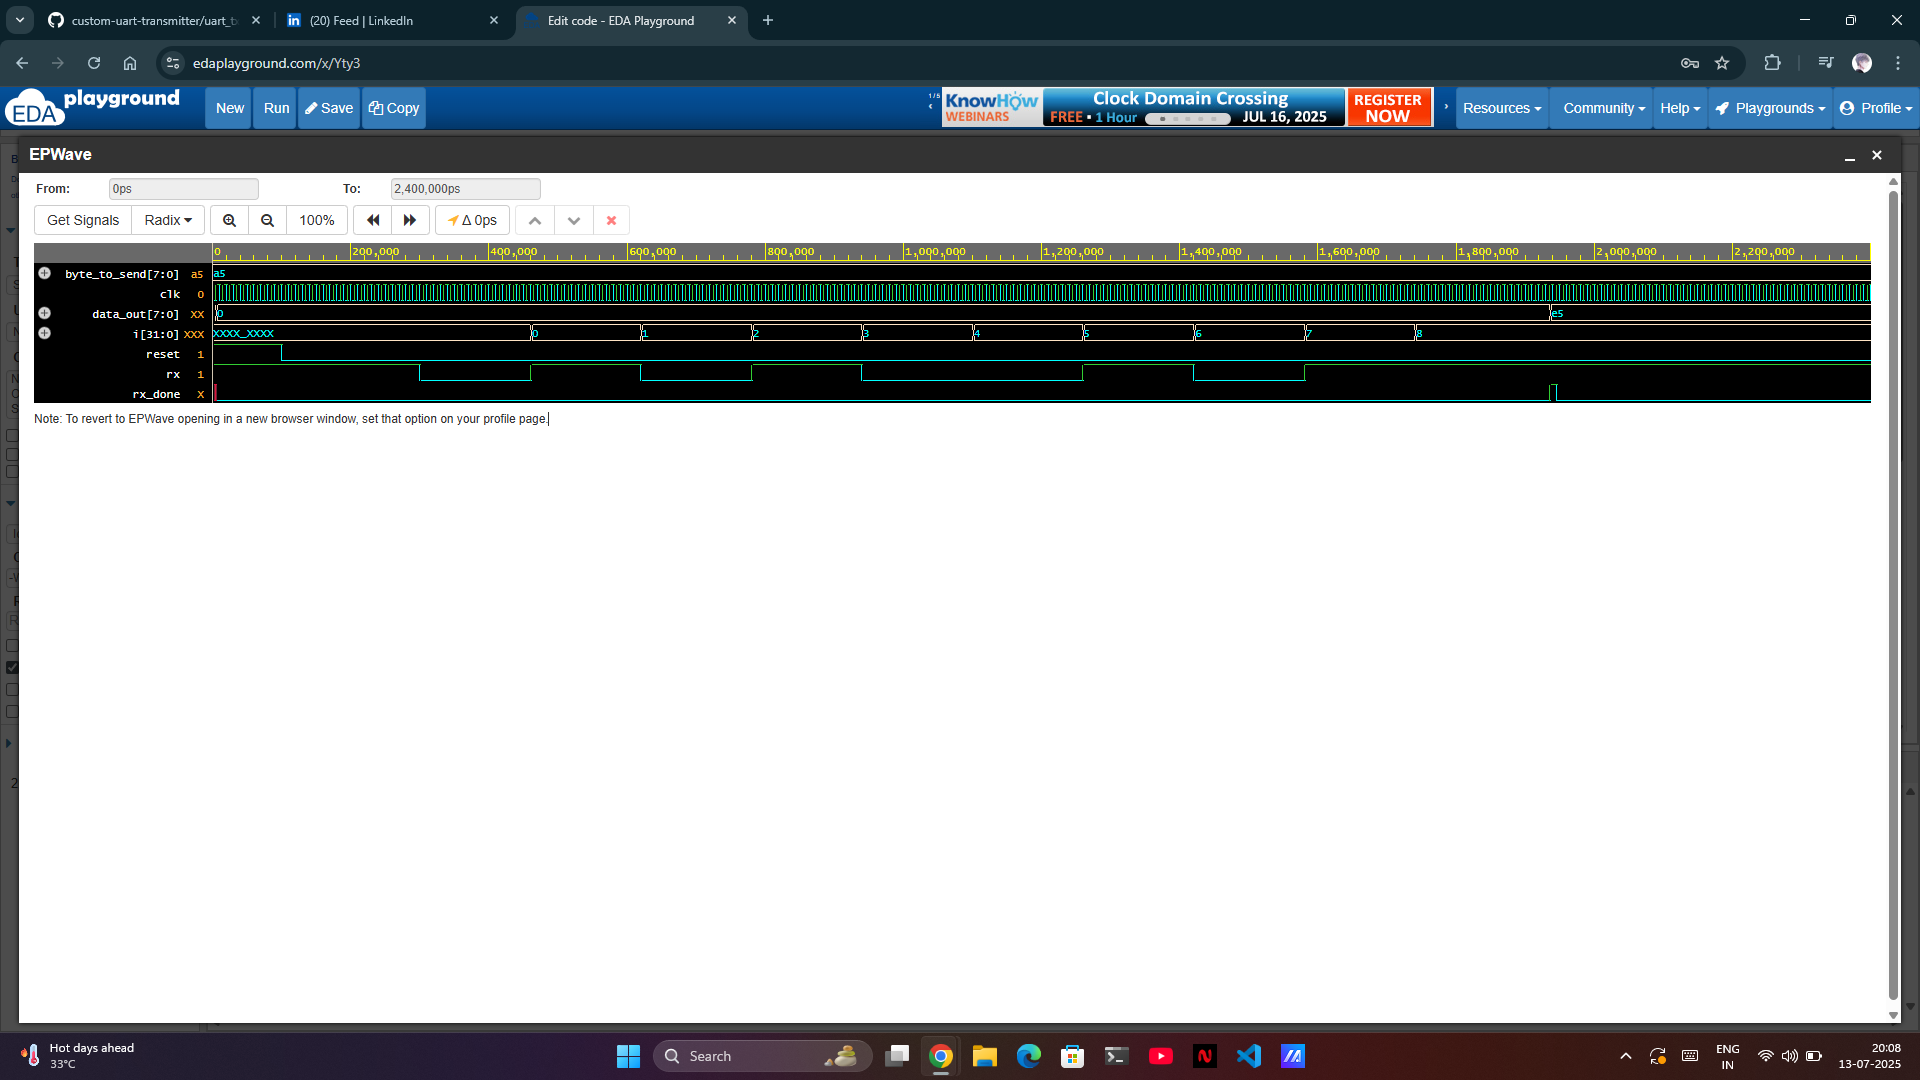 custom-uart-transmitter/uart_t
(20) Feed | LinkedIn
Edit code - EDA Playground
edaplayground.com/x/Yty3
EDA playground
New
Run
Save
Copy
1/5
KnowHow WEBINARS
Clock Domain Crossing
FREE • 1 Hour
JUL 16, 2025
REGISTER NOW
Resources
Community
Help
Playgrounds
Profile
EPWave
From: 0ps To: 2,400,000ps
Get Signals Radix 100% Δ 0ps
0 200,000 400,000 600,000 800,000 1,000,000 1,200,000 1,400,000 1,600,000 1,800,000 2,000,000 2,200,000
byte_to_send[7:0] a5 a5
clk 0
data_out[7:0] XX 0 e5
i[31:0] XXX XXXX_XXXX 0 1 2 3 4 5 6 7 8
reset 1
rx 1
rx_done X
Note: To revert to EPWave opening in a new browser window, set that option on your profile page.
Hot days ahead
33°C
Search
ENG
IN
20:08
13-07-2025